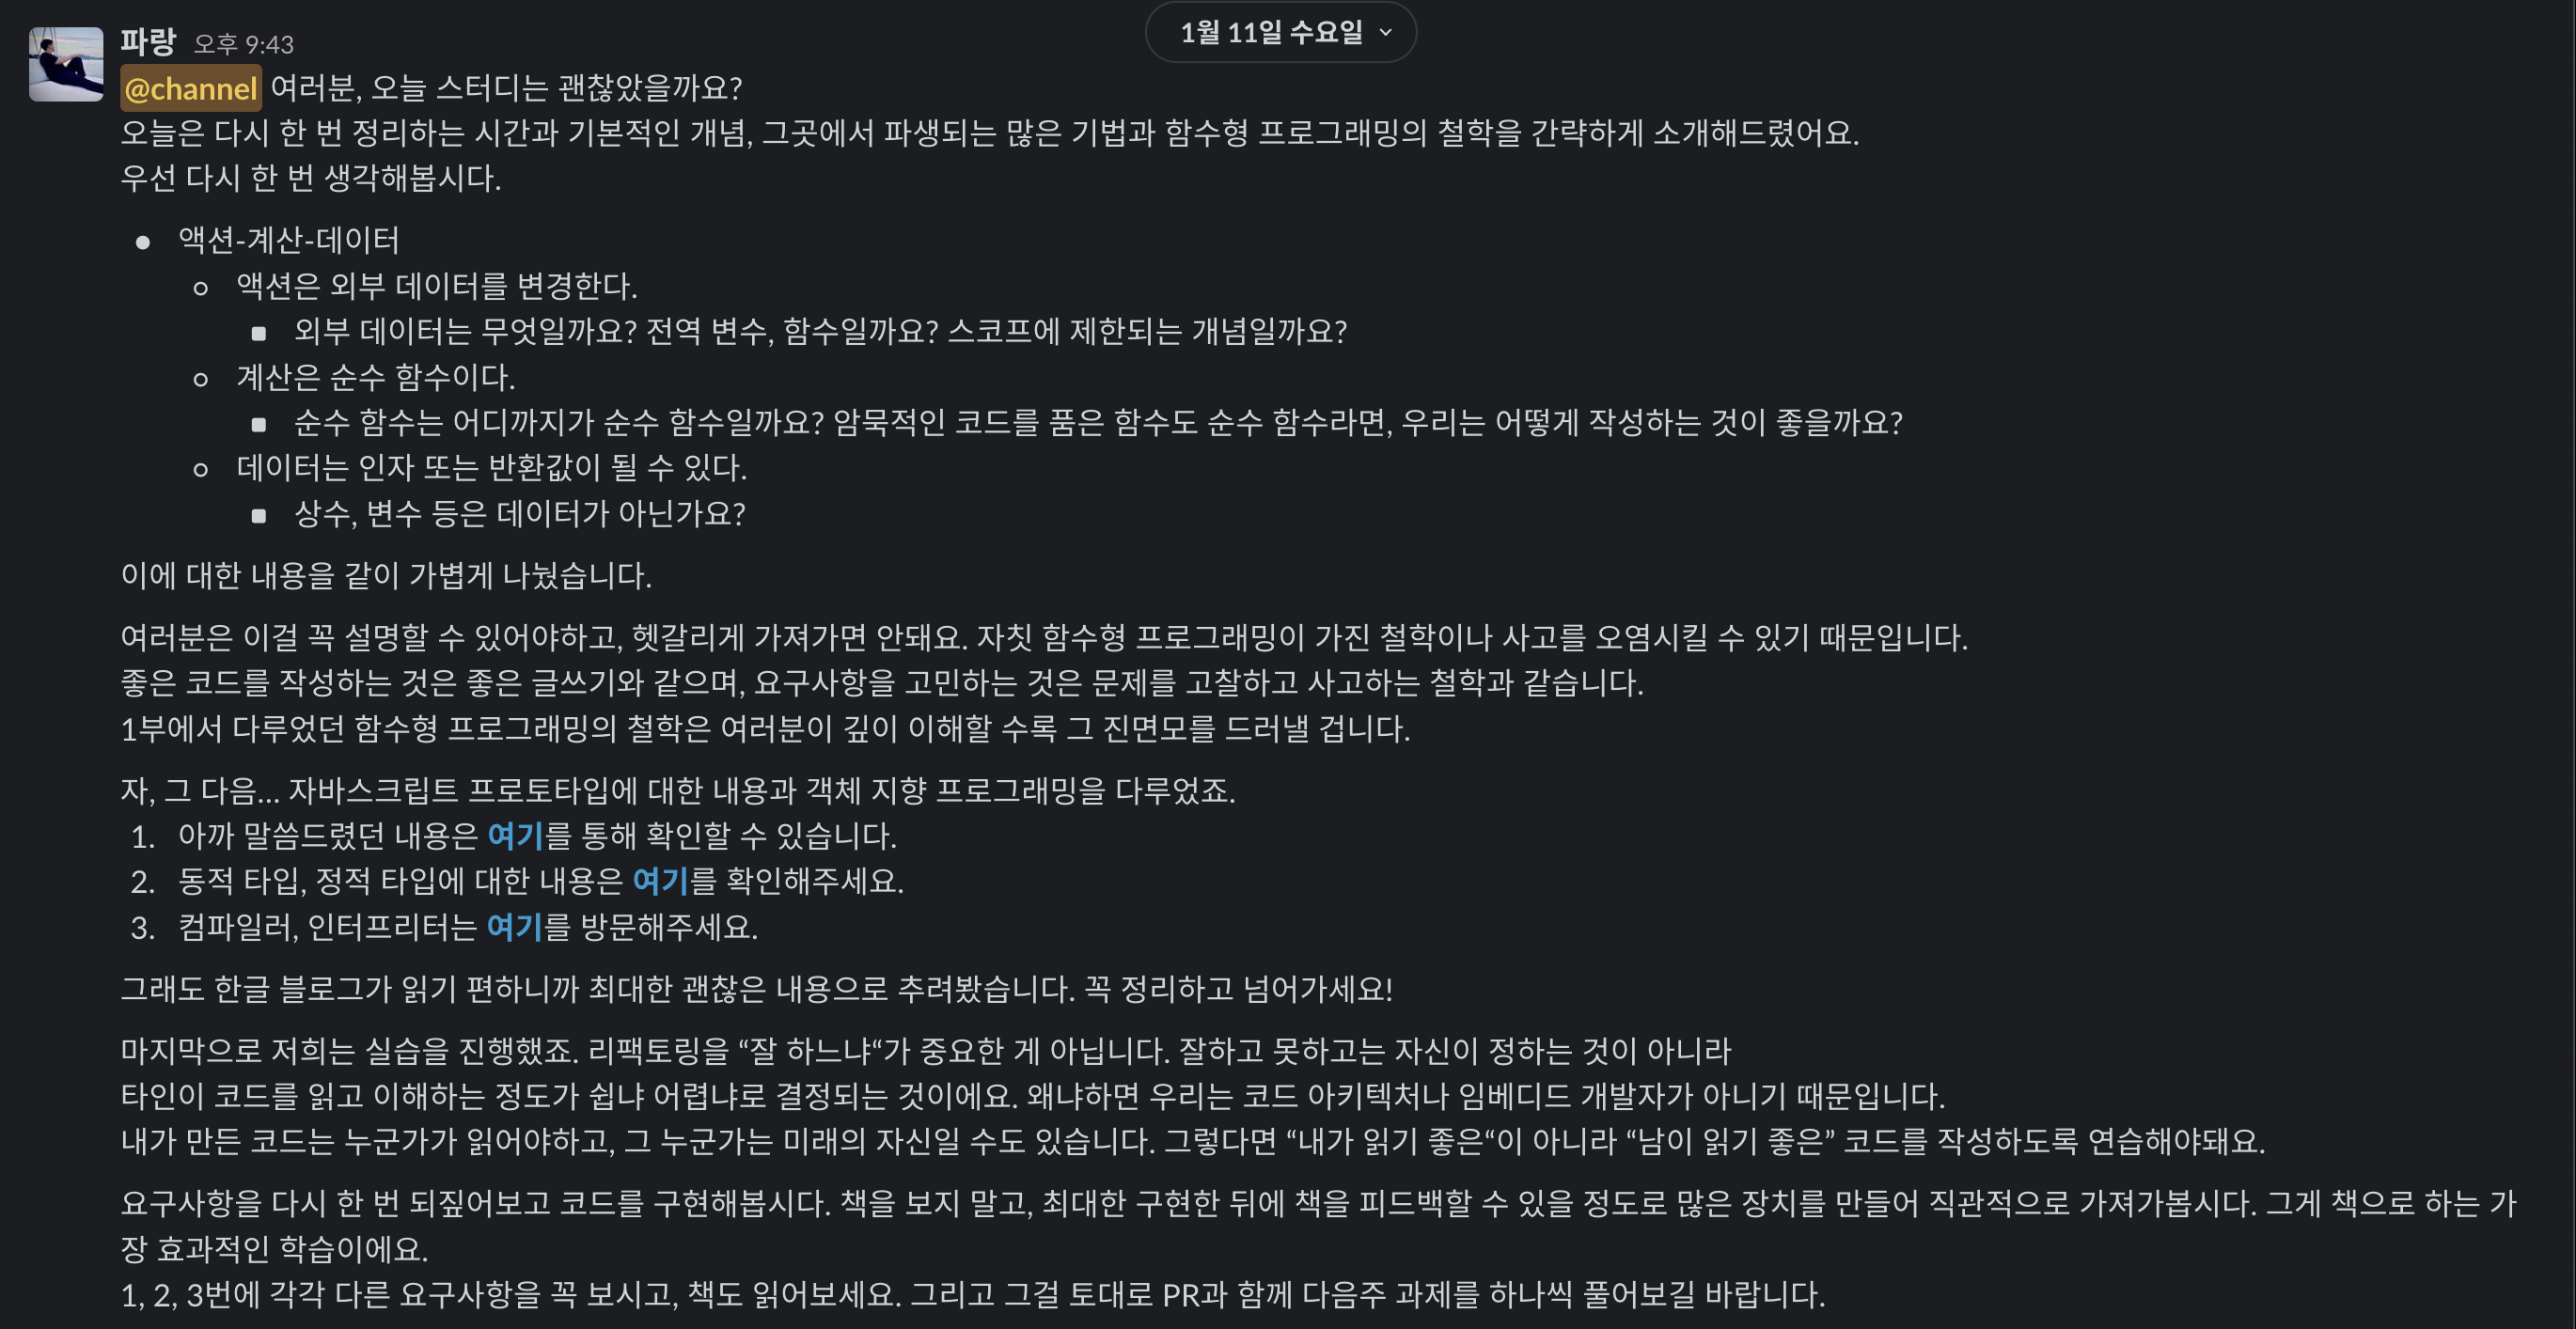 1월 11일 수요일
파랑 오후 9:43
@channel 여러분, 오늘 스터디는 괜찮았을까요?
오늘은 다시 한 번 정리하는 시간과 기본적인 개념, 그곳에서 파생되는 많은 기법과 함수형 프로그래밍의 철학을 간략하게 소개해드렸어요.
우선 다시 한 번 생각해봅시다.
● 액션-계산-데이터
○ 액션은 외부 데이터를 변경한다.
■ 외부 데이터는 무엇일까요? 전역 변수, 함수일까요? 스코프에 제한되는 개념일까요?
○ 계산은 순수 함수이다.
■ 순수 함수는 어디까지가 순수 함수일까요? 암묵적인 코드를 품은 함수도 순수 함수라면, 우리는 어떻게 작성하는 것이 좋을까요?
○ 데이터는 인자 또는 반환값이 될 수 있다.
■ 상수, 변수 등은 데이터가 아닌가요?
이에 대한 내용을 같이 가볍게 나눴습니다.
여러분은 이걸 꼭 설명할 수 있어야하고, 헷갈리게 가져가면 안돼요. 자칫 함수형 프로그래밍이 가진 철학이나 사고를 오염시킬 수 있기 때문입니다.
좋은 코드를 작성하는 것은 좋은 글쓰기와 같으며, 요구사항을 고민하는 것은 문제를 고찰하고 사고하는 철학과 같습니다.
1부에서 다루었던 함수형 프로그래밍의 철학은 여러분이 깊이 이해할 수록 그 진면모를 드러낼 겁니다.
자, 그 다음... 자바스크립트 프로토타입에 대한 내용과 객체 지향 프로그래밍을 다루었죠.
1. 아까 말씀드렸던 내용은 여기를 통해 확인할 수 있습니다.
2. 동적 타입, 정적 타입에 대한 내용은 여기를 확인해주세요.
3. 컴파일러, 인터프리터는 여기를 방문해주세요.
그래도 한글 블로그가 읽기 편하니까 최대한 괜찮은 내용으로 추려봤습니다. 꼭 정리하고 넘어가세요!
마지막으로 저희는 실습을 진행했죠. 리팩토링을 “잘 하느냐“가 중요한 게 아닙니다. 잘하고 못하고는 자신이 정하는 것이 아니라
타인이 코드를 읽고 이해하는 정도가 쉽냐 어렵냐로 결정되는 것이에요. 왜냐하면 우리는 코드 아키텍처나 임베디드 개발자가 아니기 때문입니다.
내가 만든 코드는 누군가가 읽어야하고, 그 누군가는 미래의 자신일 수도 있습니다. 그렇다면 “내가 읽기 좋은“이 아니라 “남이 읽기 좋은” 코드를 작성하도록 연습해야돼요.
요구사항을 다시 한 번 되짚어보고 코드를 구현해봅시다. 책을 보지 말고, 최대한 구현한 뒤에 책을 피드백할 수 있을 정도로 많은 장치를 만들어 직관적으로 가져가봅시다. 그게 책으로 하는 가
장 효과적인 학습이에요.
1, 2, 3번에 각각 다른 요구사항을 꼭 보시고, 책도 읽어보세요. 그리고 그걸 토대로 PR과 함께 다음주 과제를 하나씩 풀어보길 바랍니다.